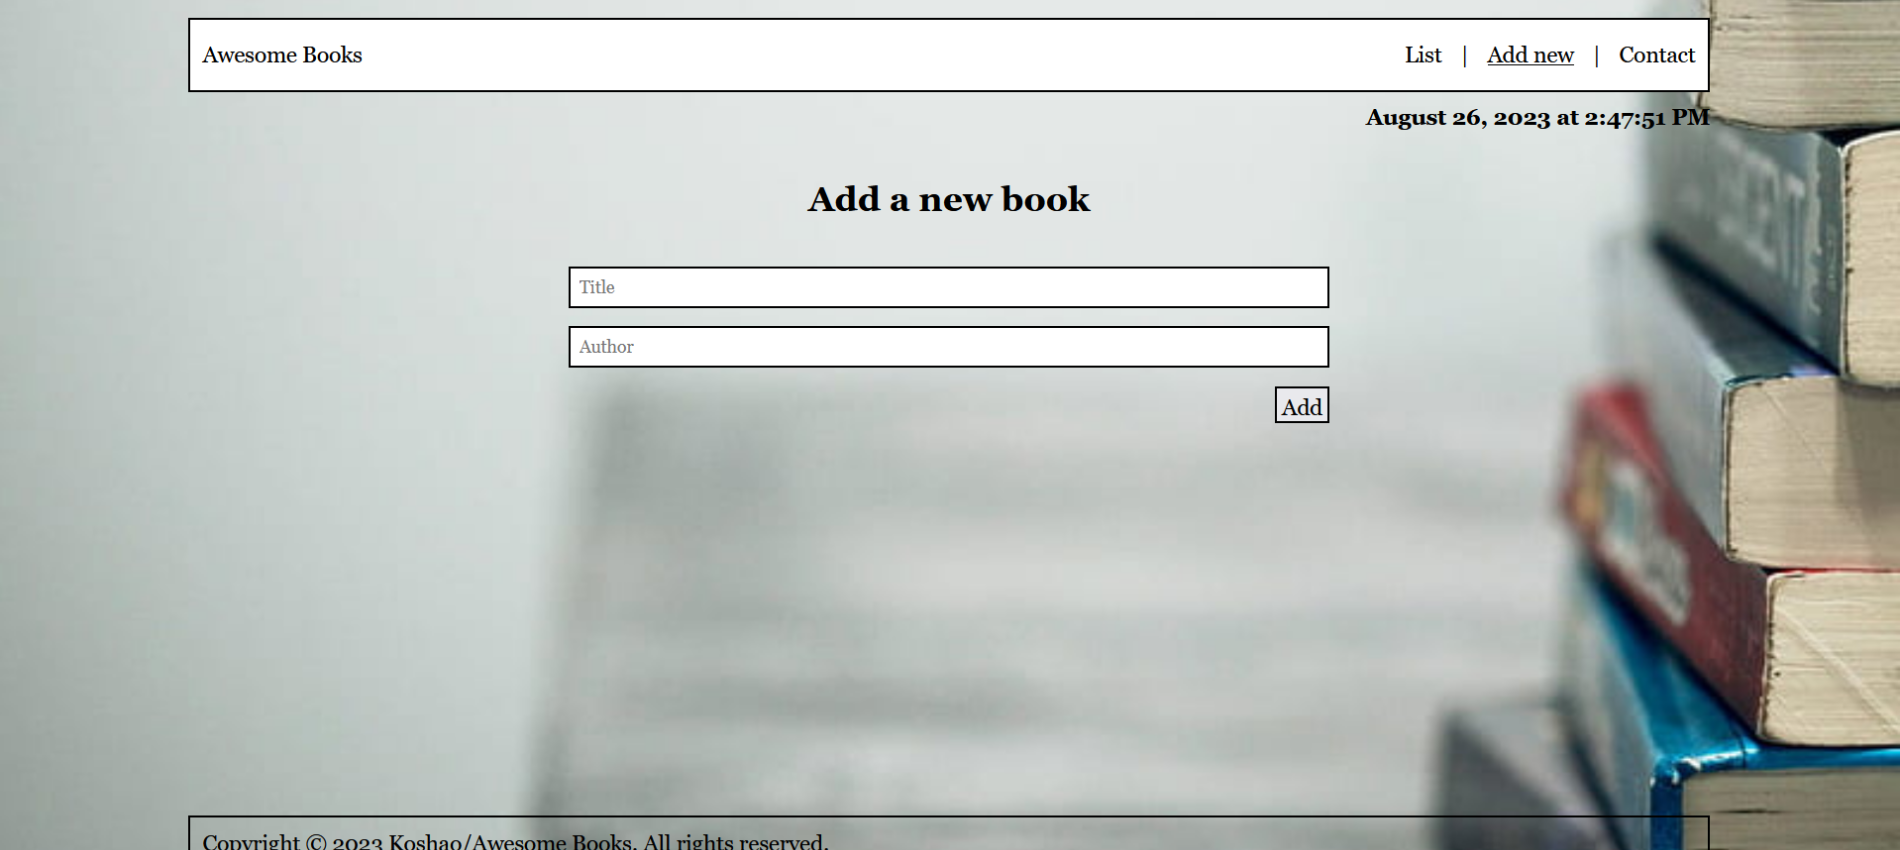 Awesome Books
List | Add new | Contact
August 26, 2023 at 2:47:51 PM
Add a new book
Title
Author
Add
Copyright © 2023 Koshao/Awesome Books. All rights reserved.